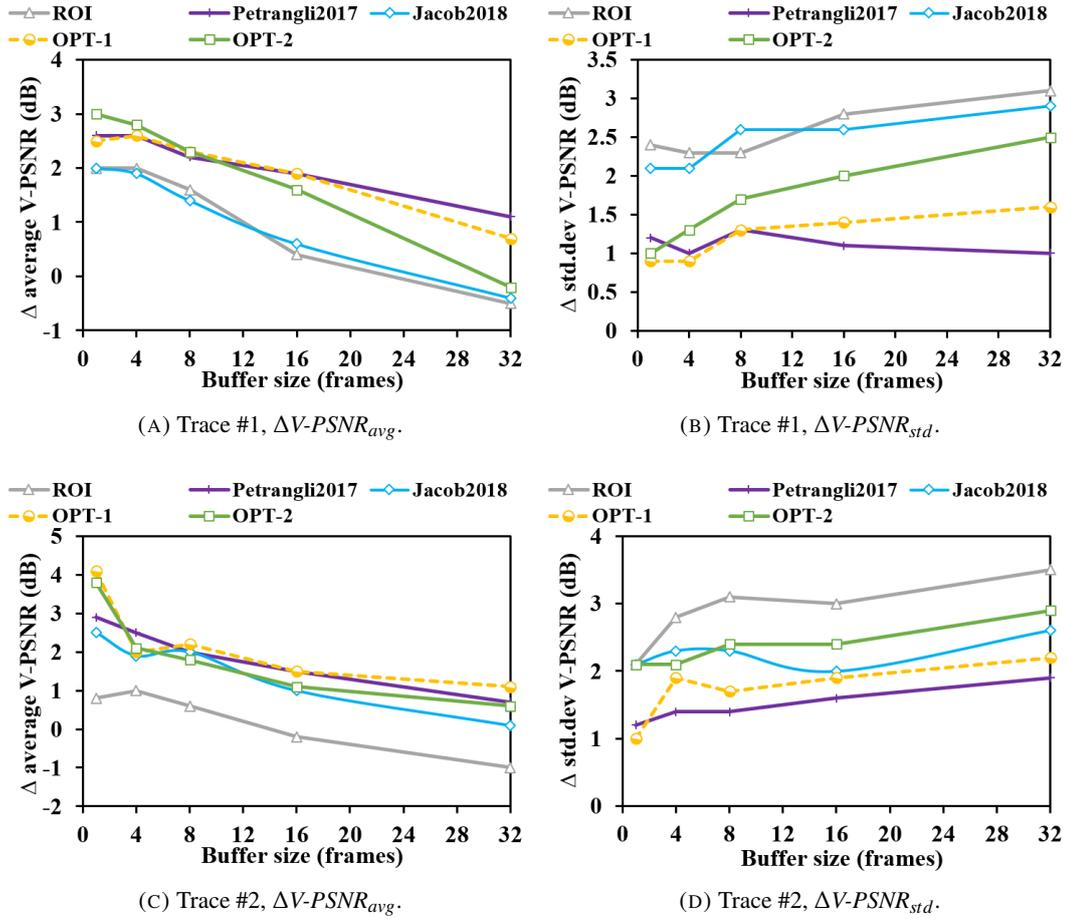 ROI Petrangli2017 Jacob2018
OPT-1 OPT-2
Δ average V-PSNR (dB)
4
3
2
1
0
-1
0 4 8 12 16 20 24 28 32
Buffer size (frames)
(A) Trace #1, ΔV-PSNRavg.
ROI Petrangli2017 Jacob2018
OPT-1 OPT-2
Δ std.dev V-PSNR (dB)
3.5
3
2.5
2
1.5
1
0.5
0
0 4 8 12 16 20 24 28 32
Buffer size (frames)
(B) Trace #1, ΔV-PSNRstd.
ROI Petrangli2017 Jacob2018
OPT-1 OPT-2
Δ average V-PSNR (dB)
5
4
3
2
1
0
-1
-2
0 4 8 12 16 20 24 28 32
Buffer size (frames)
(C) Trace #2, ΔV-PSNRavg.
ROI Petrangli2017 Jacob2018
OPT-1 OPT-2
Δ std.dev V-PSNR (dB)
4
3
2
1
0
0 4 8 12 16 20 24 28 32
Buffer size (frames)
(D) Trace #2, ΔV-PSNRstd.